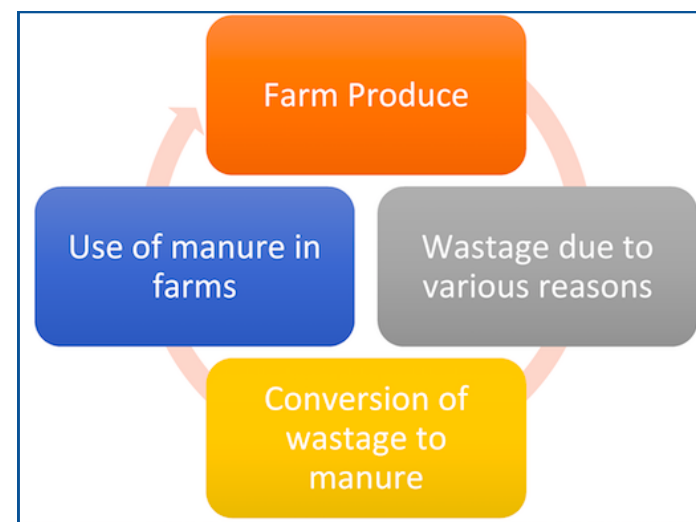 Farm Produce
Wastage due to
various reasons
Conversion of
wastage to
manure
Use of manure in
farms